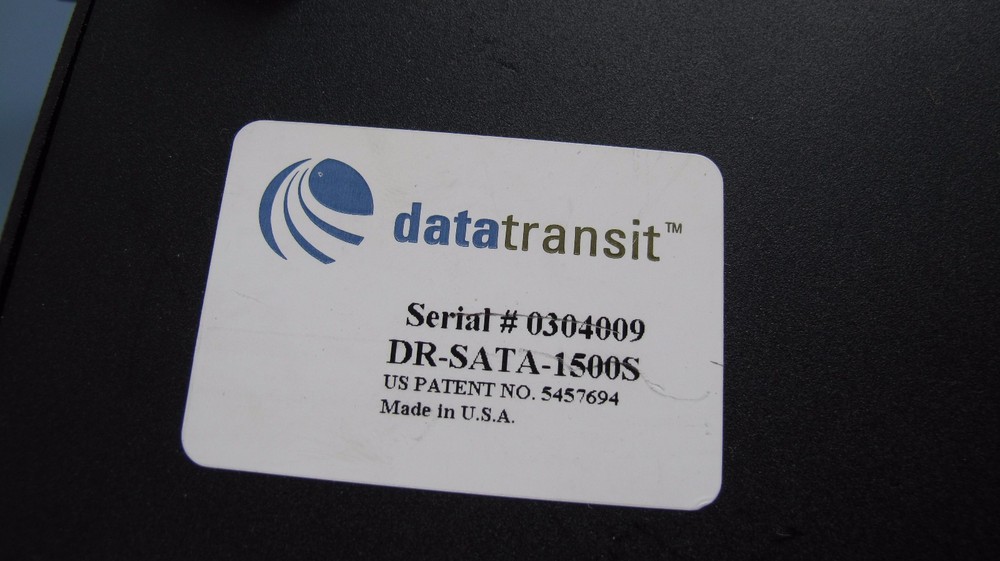 datatransit™
Serial # 0304009
DR-SATA-1500S
US PATENT NO. 5457694
Made in U.S.A.